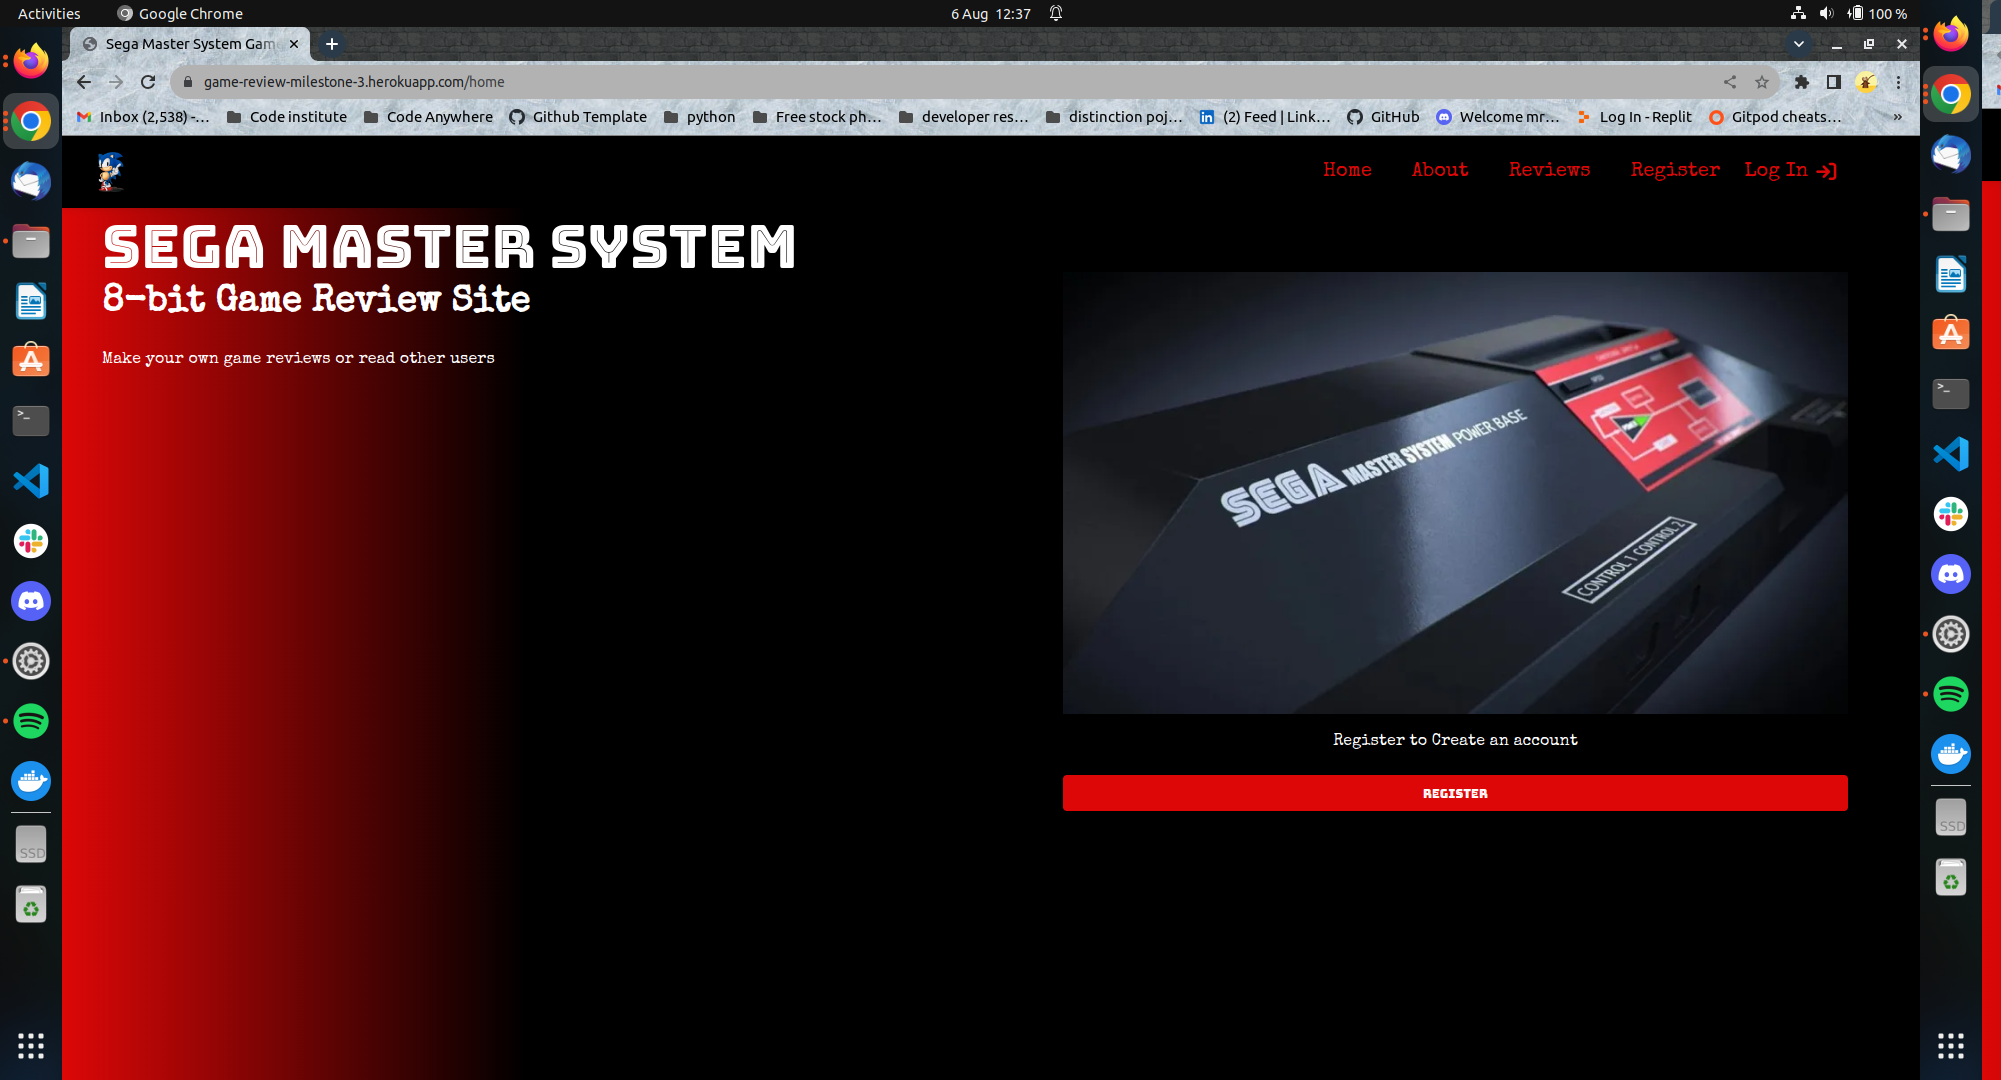 Activities
Google Chrome
6 Aug 12:37
100 %
Sega Master System Gam
game-review-milestone-3.herokuapp.com/home
Inbox (2,538) -...
Code institute
Code Anywhere
Github Template
python
Free stock ph...
developer res...
distinction poj...
(2) Feed | Link...
GitHub
Welcome mr...
Log In - Replit
Gitpod cheats...
»
Home
About
Reviews
Register
Log In
SEGA MASTER SYSTEM
8-bit Game Review Site
Make your own game reviews or read other users
SEGA MASTER SYSTEM POWER BASE
CONTROL 1 CONTROL 2
Register to Create an account
REGISTER
SSD
SSD